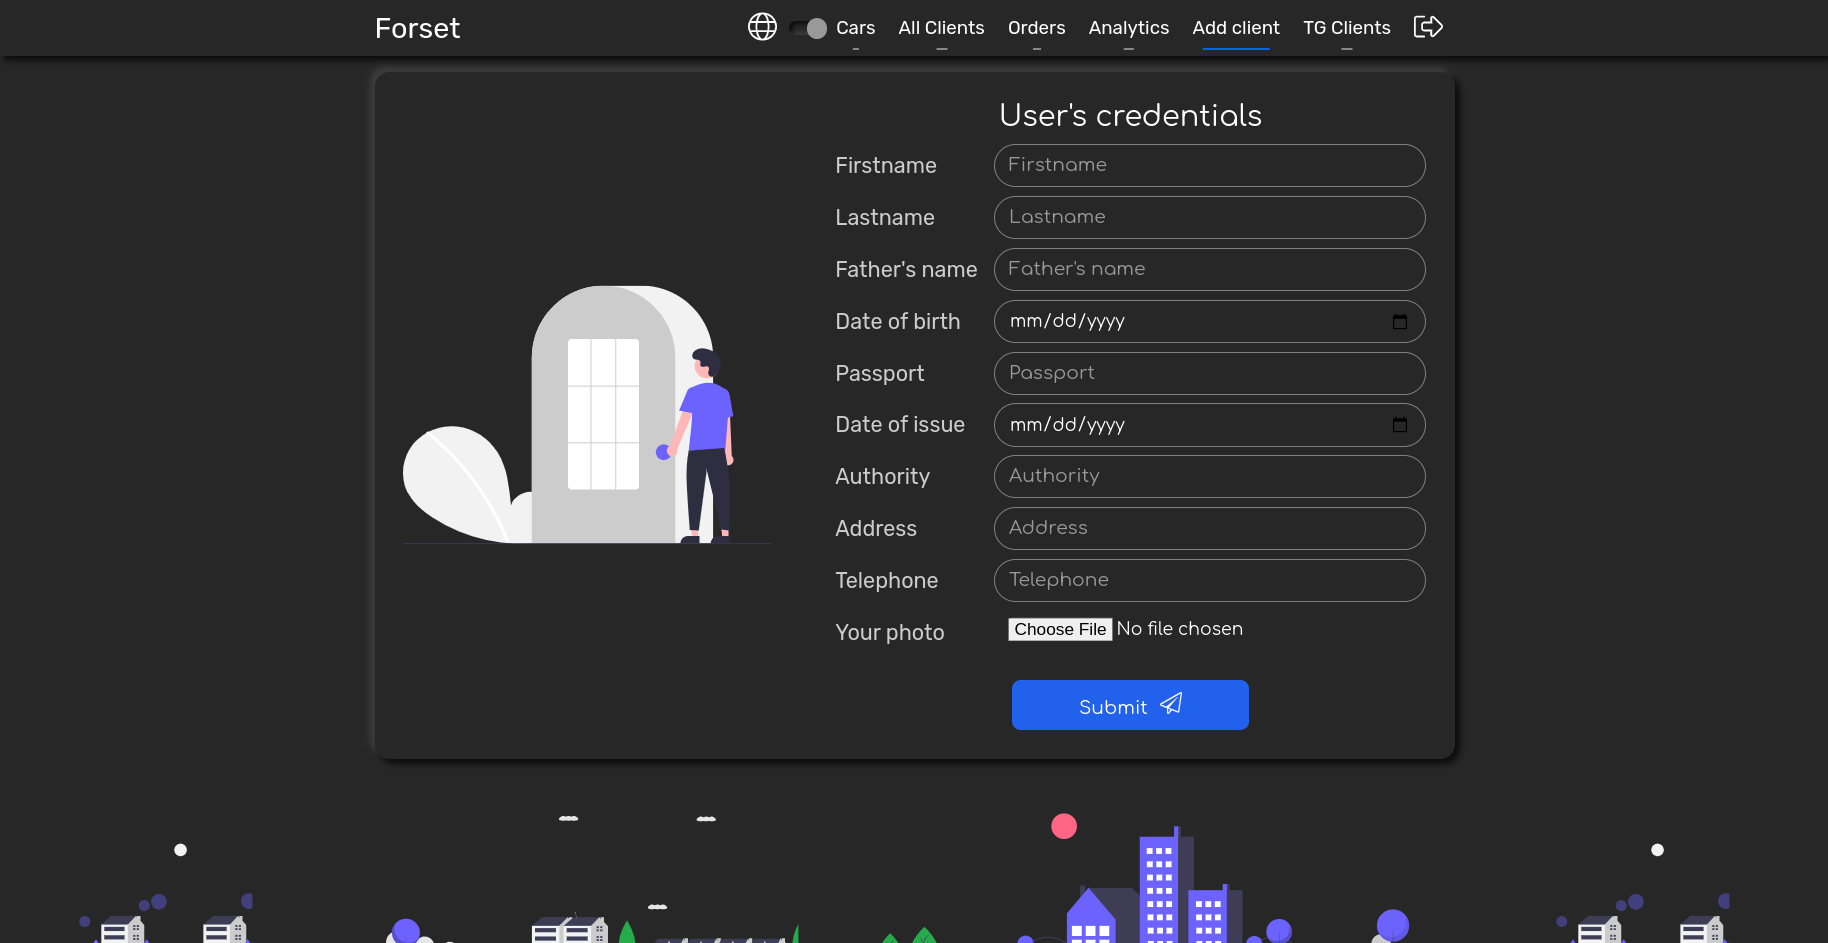 Forset Cars All Clients Orders Analytics Add client TG Clients
User's credentials
Firstname Firstname
Lastname Lastname
Father's name Father's name
Date of birth mm/dd/yyyy
Passport Passport
Date of issue mm/dd/yyyy
Authority Authority
Address Address
Telephone Telephone
Your photo Choose File No file chosen
Submit